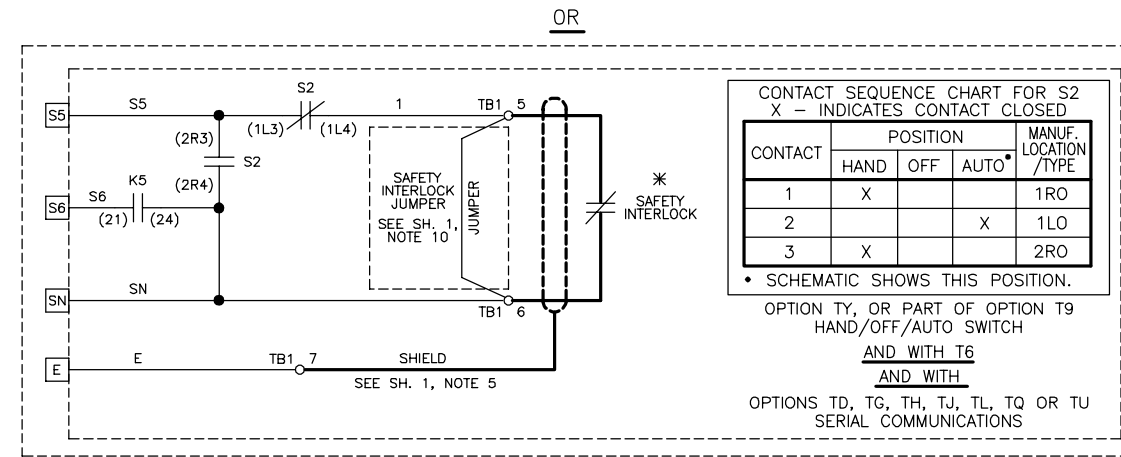 OR
S5
S5
S2
(1L3)
(1L4)
1
TB1
5
(2R3)
S2
(2R4)
S6
S6
K5
(21)
(24)
SAFETY
INTERLOCK
JUMPER
SEE SH. 1,
NOTE 10
JUMPER
*
SAFETY
INTERLOCK
SN
SN
TB1
6
E
E
TB1
7
SHIELD
SEE SH. 1, NOTE 5
CONTACT SEQUENCE CHART FOR S2
X – INDICATES CONTACT CLOSED
CONTACT
POSITION
MANUF.
LOCATION
/TYPE
HAND
OFF
AUTO•
1 X 1RO
2 X 1LO
3 X 2RO
• SCHEMATIC SHOWS THIS POSITION.
OPTION TY, OR PART OF OPTION T9
HAND/OFF/AUTO SWITCH
AND WITH T6
AND WITH
OPTIONS TD, TG, TH, TJ, TL, TQ OR TU
SERIAL COMMUNICATIONS